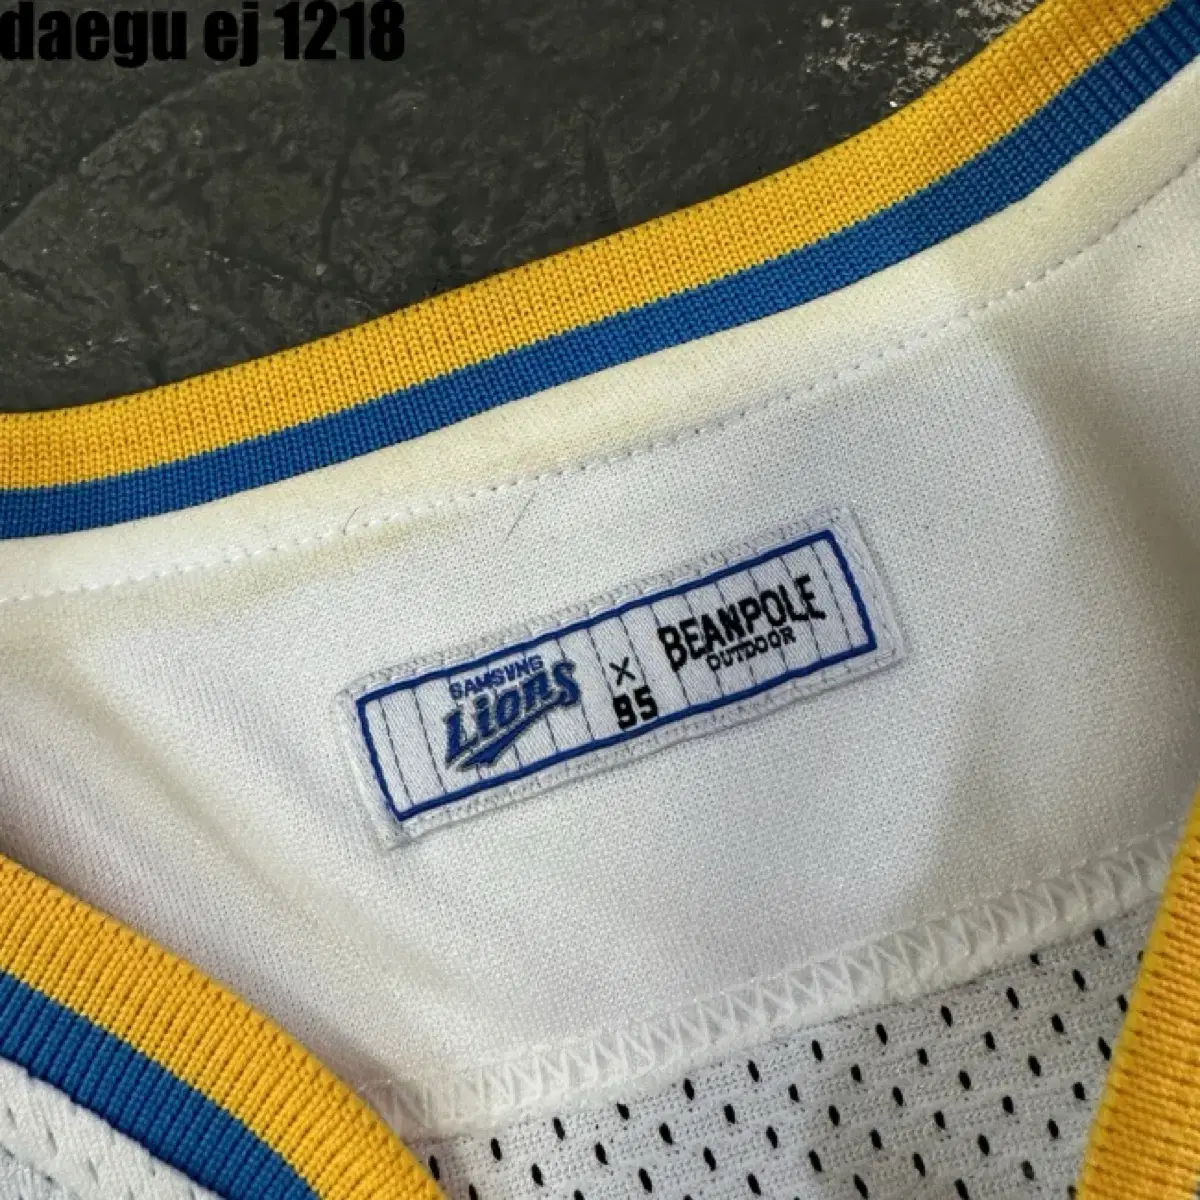 daegu ej 1218
SAMSUNG
Lions
×
95
BEANPOLE
OUTDOOR